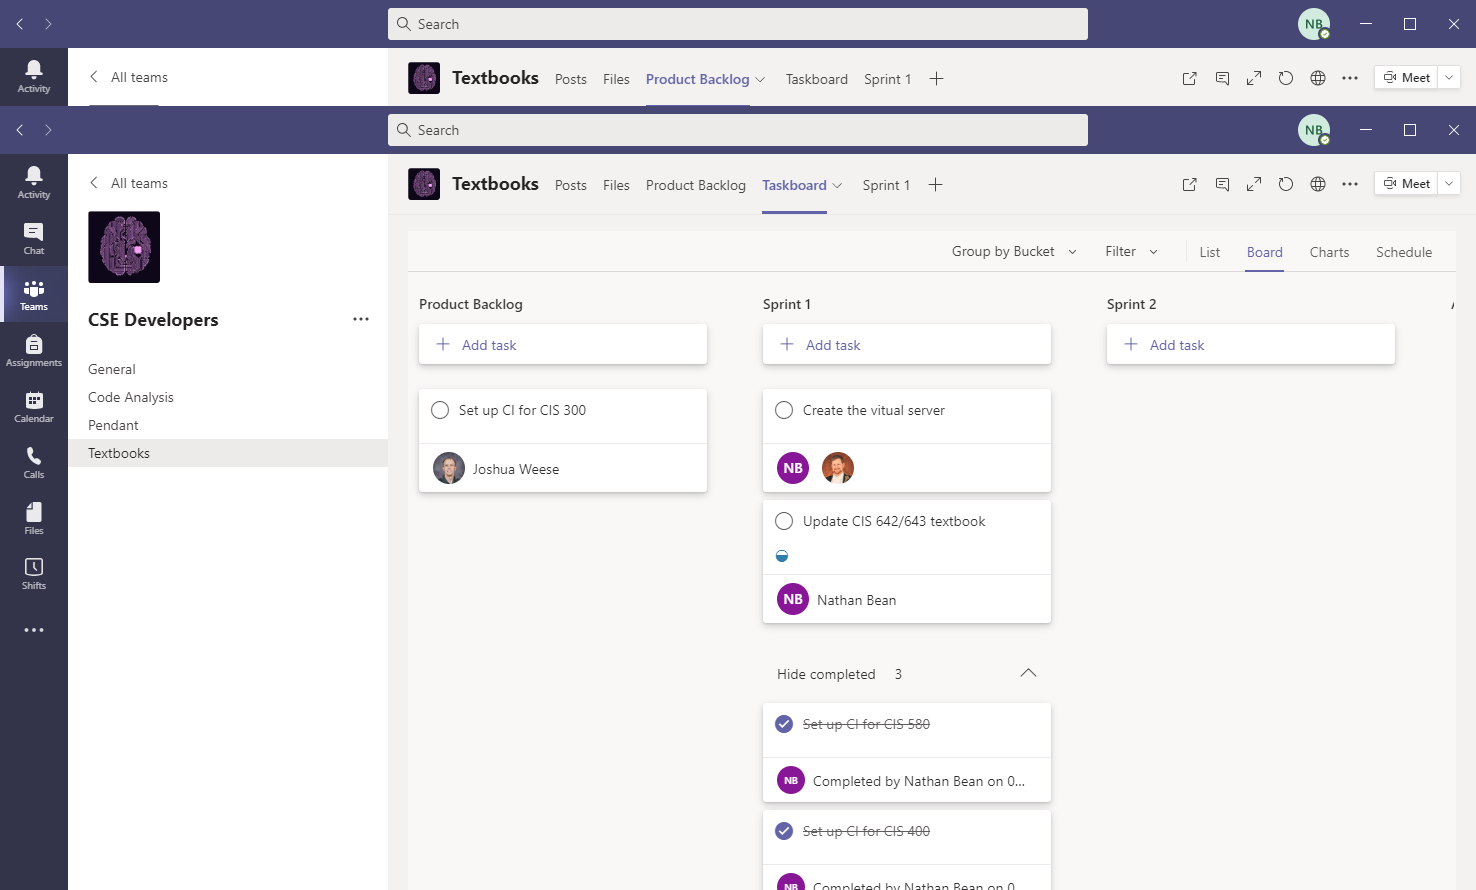 Search
NB
Activity
All teams
Textbooks Posts Files Product Backlog Taskboard Sprint 1
Meet
Search
NB
Activity
All teams
Textbooks Posts Files Product Backlog Taskboard Sprint 1
Meet
Chat
Teams
Assignments
Calendar
Calls
Files
Shifts
CSE Developers
General
Code Analysis
Pendant
Textbooks
Group by Bucket Filter List Board Charts Schedule
Product Backlog
Add task
Set up CI for CIS 300
Joshua Weese
Sprint 1
Add task
Create the vitual server
NB
Update CIS 642/643 textbook
NB Nathan Bean
Hide completed 3
Set up CI for CIS 580
NB Completed by Nathan Bean on 0...
Set up CI for CIS 400
NB Completed by Nathan Bean on 0...
Sprint 2
Add task